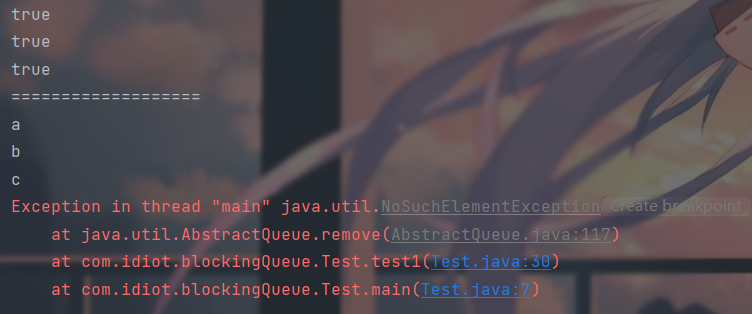 true
true
true
===================
a
b
c
Exception in thread "main" java.util.NoSuchElementException Create breakpoint
at java.util.AbstractQueue.remove(AbstractQueue.java:117)
at com.idiot.blockingQueue.Test.test1(Test.java:30)
at com.idiot.blockingQueue.Test.main(Test.java:7)